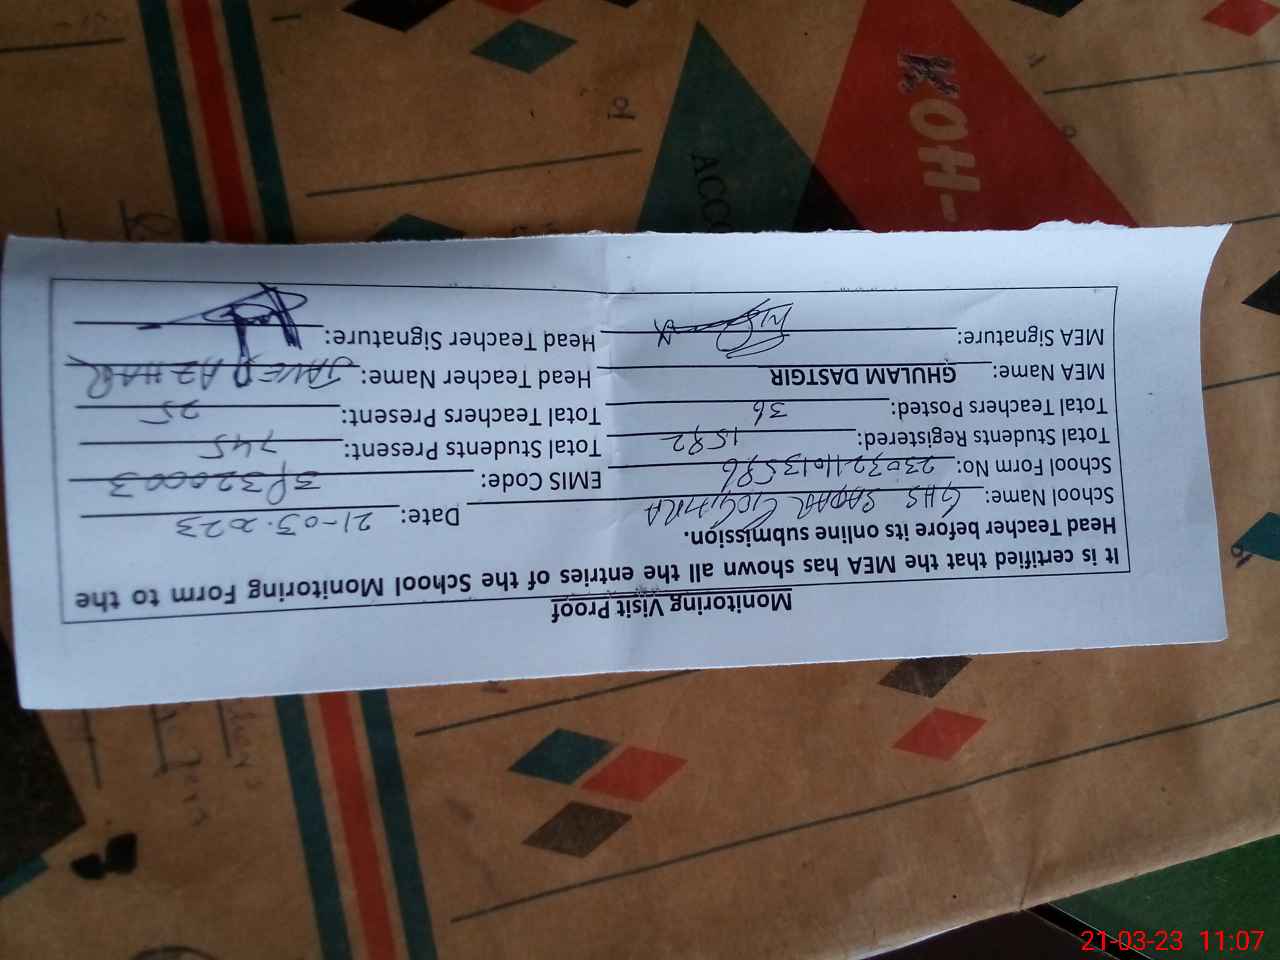 Monitoring Visit Proof
It is certified that the MEA has shown all the entries of the School Monitoring Form to the
Head Teacher before its online submission.
School Name: GHS Date: 21-03-2023
School Form No: EMIS Code:
Total Students Registered: 1582 Total Students Present: 745
Total Teachers Posted: 36 Total Teachers Present: 25
MEA Name: GHULAM DASTGIR Head Teacher Name: JAVED AZHAR
MEA Signature: Head Teacher Signature:
KOH-
ACCO
21-03-23 11:07